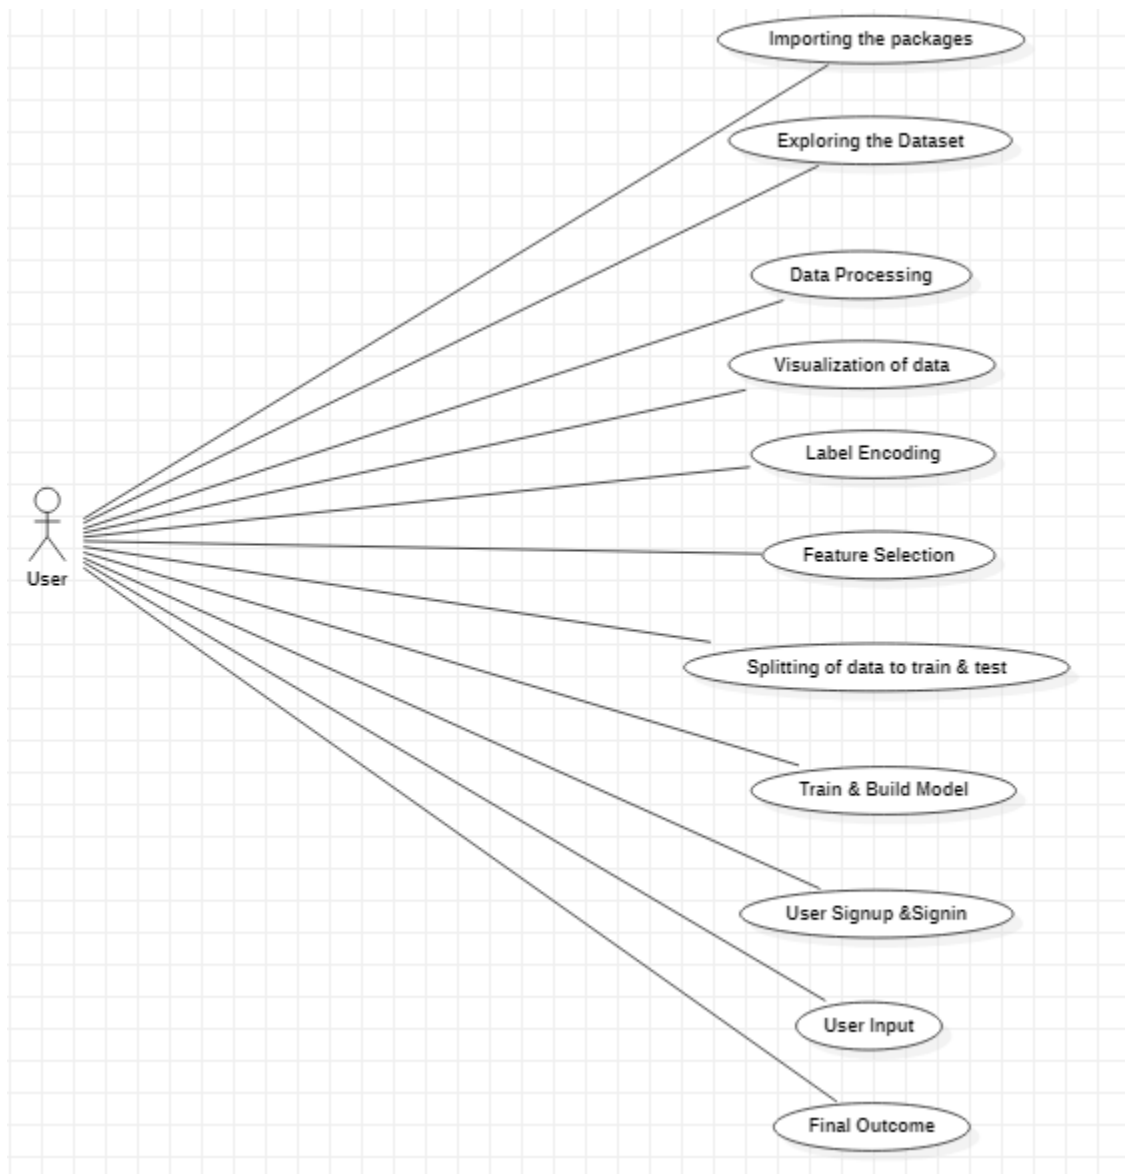 Importing the packages
Exploring the Dataset
Data Processing
Visualization of data
Label Encoding
Feature Selection
User
Splitting of data to train & test
Train & Build Model
User Signup &Signin
User Input
Final Outcome